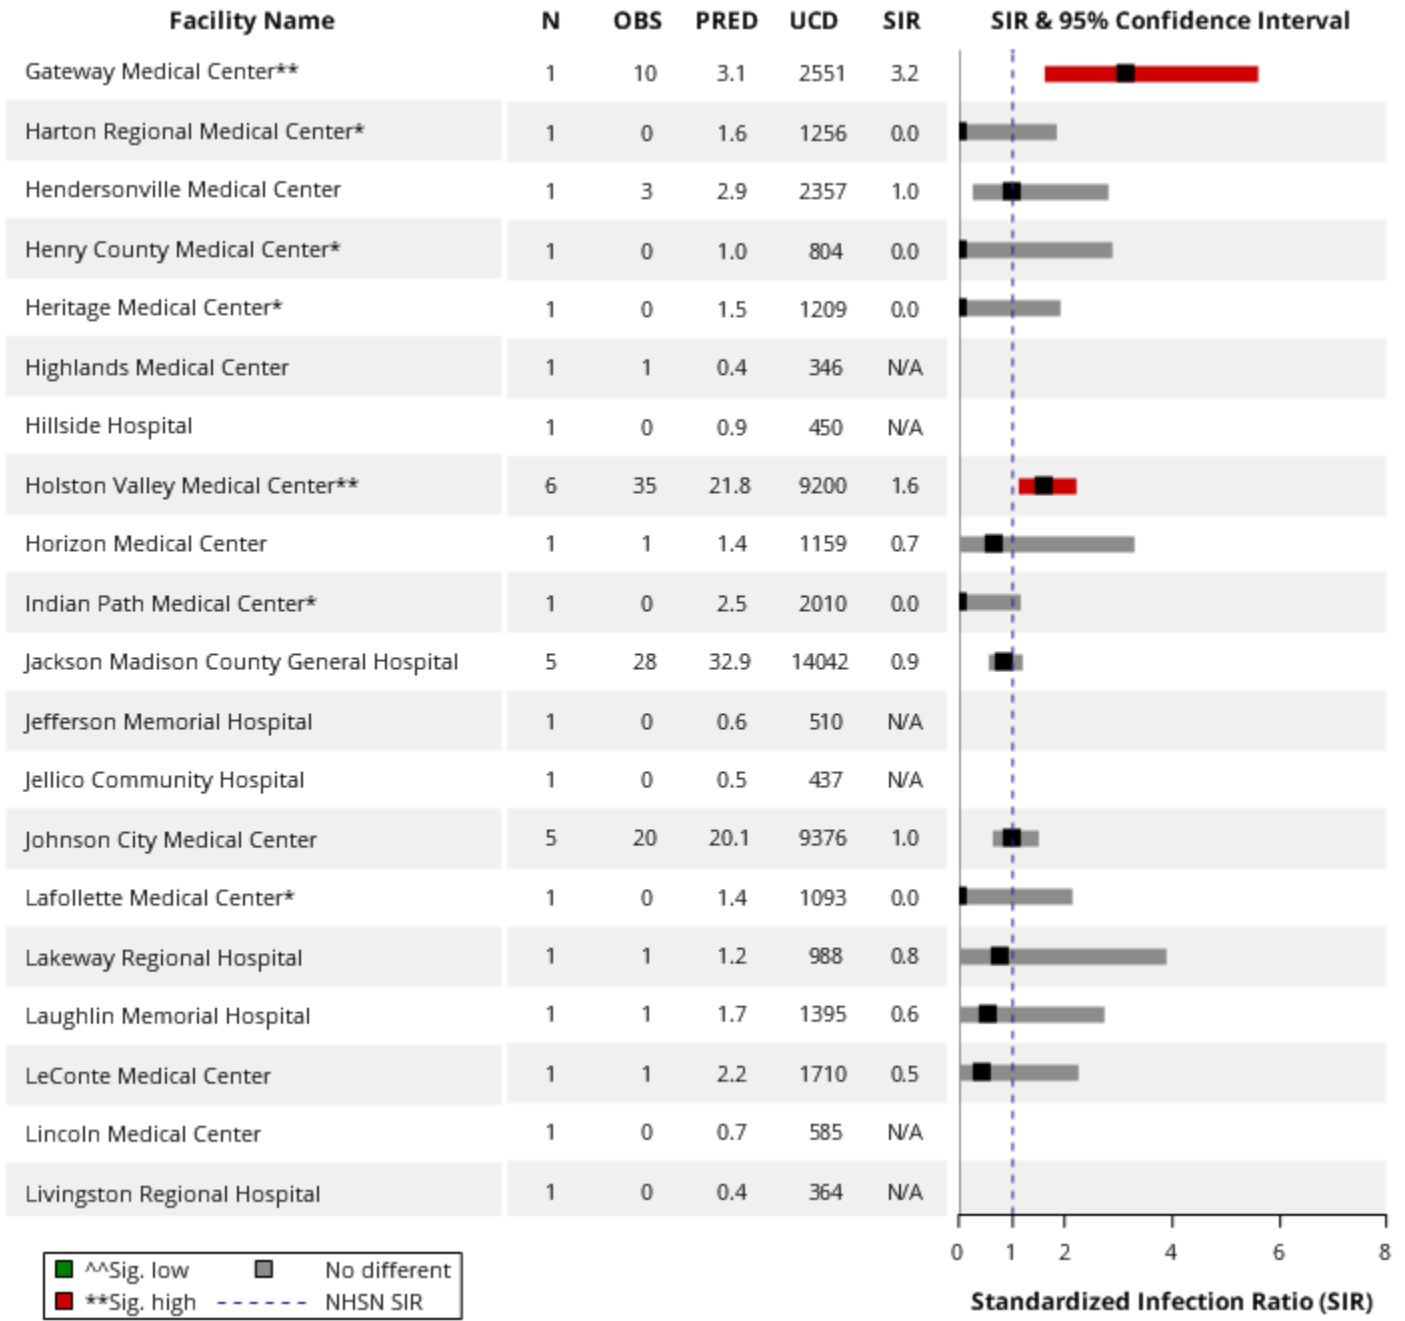 Facility Name N OBS PRED UCD SIR SIR & 95% Confidence Interval
Gateway Medical Center** 1 10 3.1 2551 3.2
Harton Regional Medical Center* 1 0 1.6 1256 0.0
Hendersonville Medical Center 1 3 2.9 2357 1.0
Henry County Medical Center* 1 0 1.0 804 0.0
Heritage Medical Center* 1 0 1.5 1209 0.0
Highlands Medical Center 1 1 0.4 346 N/A
Hillside Hospital 1 0 0.9 450 N/A
Holston Valley Medical Center** 6 35 21.8 9200 1.6
Horizon Medical Center 1 1 1.4 1159 0.7
Indian Path Medical Center* 1 0 2.5 2010 0.0
Jackson Madison County General Hospital 5 28 32.9 14042 0.9
Jefferson Memorial Hospital 1 0 0.6 510 N/A
Jellico Community Hospital 1 0 0.5 437 N/A
Johnson City Medical Center 5 20 20.1 9376 1.0
Lafollette Medical Center* 1 0 1.4 1093 0.0
Lakeway Regional Hospital 1 1 1.2 988 0.8
Laughlin Memorial Hospital 1 1 1.7 1395 0.6
LeConte Medical Center 1 1 2.2 1710 0.5
Lincoln Medical Center 1 0 0.7 585 N/A
Livingston Regional Hospital 1 0 0.4 364 N/A
0 1 2 4 6 8
Standardized Infection Ratio (SIR)
^^Sig. low No different
**Sig. high NHSN SIR